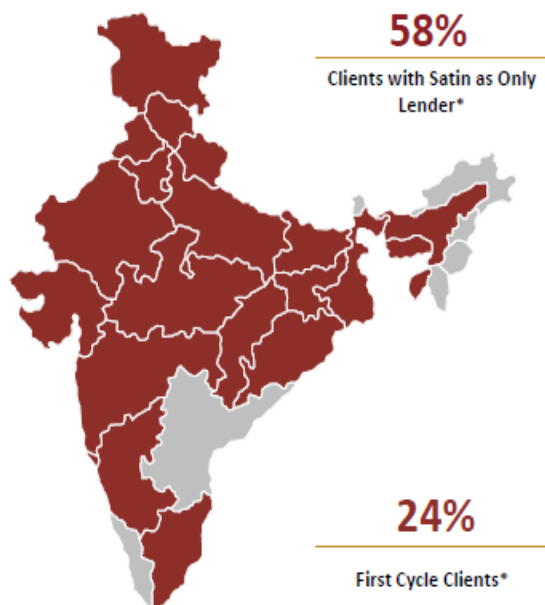 58%
Clients with Satin as Only
Lender*
24%
First Cycle Clients*